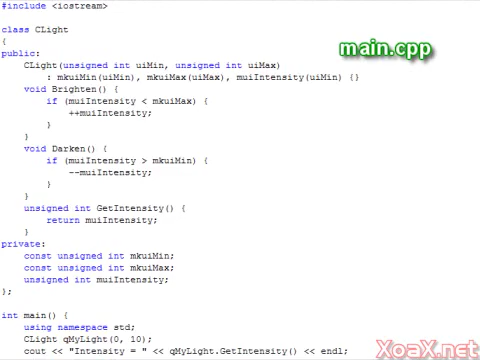 #include <iostream>
main.cpp
class CLight
{
public:
    CLight(unsigned int uiMin, unsigned int uiMax)
        : mkuiMin(uiMin), mkuiMax(uiMax), muiIntensity(uiMin) {}
    void Brighten() {
        if (muiIntensity < mkuiMax) {
            ++muiIntensity;
        }
    }
    void Darken() {
        if (muiIntensity > mkuiMin) {
            --muiIntensity;
        }
    }
    unsigned int GetIntensity() {
        return muiIntensity;
    }
private:
    const unsigned int mkuiMin;
    const unsigned int mkuiMax;
    unsigned int muiIntensity;
};
int main() {
    using namespace std;
    CLight qMyLight(0, 10);
    cout << "Intensity = " << qMyLight.GetIntensity() << endl;
XoaX.net